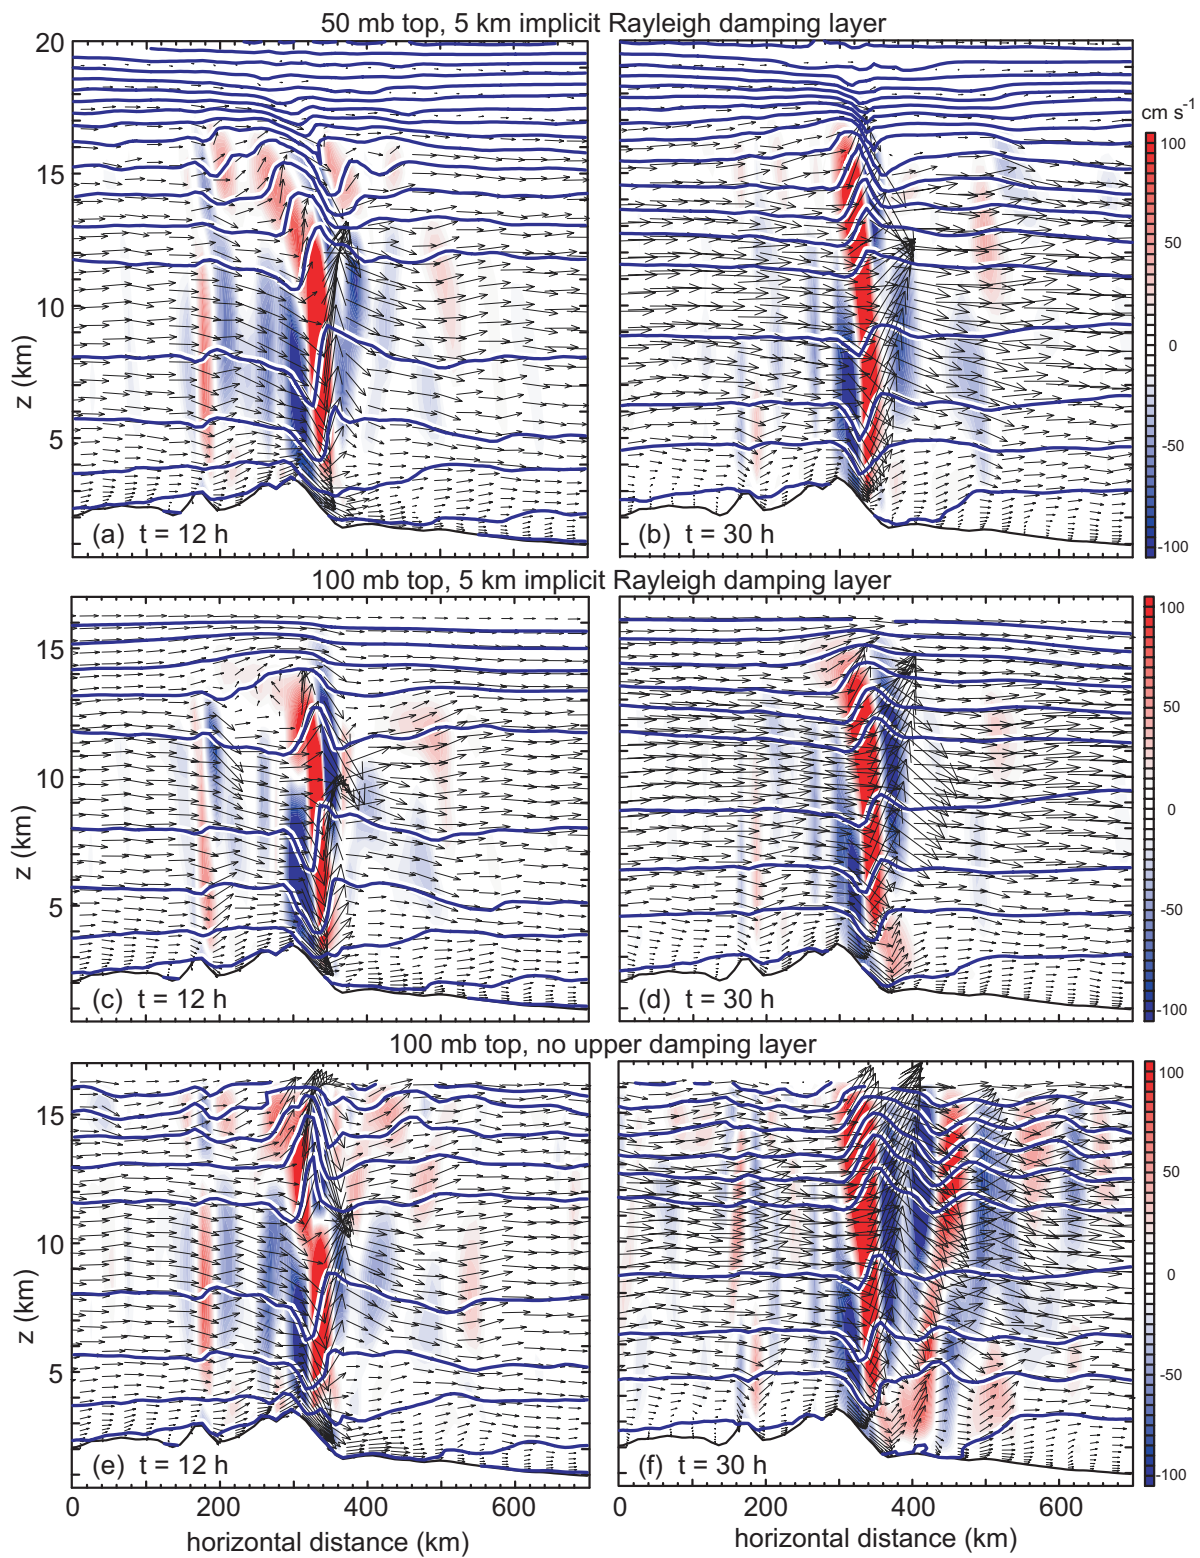 50 mb top, 5 km implicit Rayleigh damping layer
20
15
10
5
z (km)
(a) t = 12 h
(b) t = 30 h
cm s-1
100
50
0
-50
-100
100 mb top, 5 km implicit Rayleigh damping layer
15
10
5
z (km)
(c) t = 12 h
(d) t = 30 h
100
50
0
-50
-100
100 mb top, no upper damping layer
15
10
5
z (km)
(e) t = 12 h
(f) t = 30 h
100
50
0
-50
-100
0 200 400 600
0 200 400 600
horizontal distance (km)
horizontal distance (km)